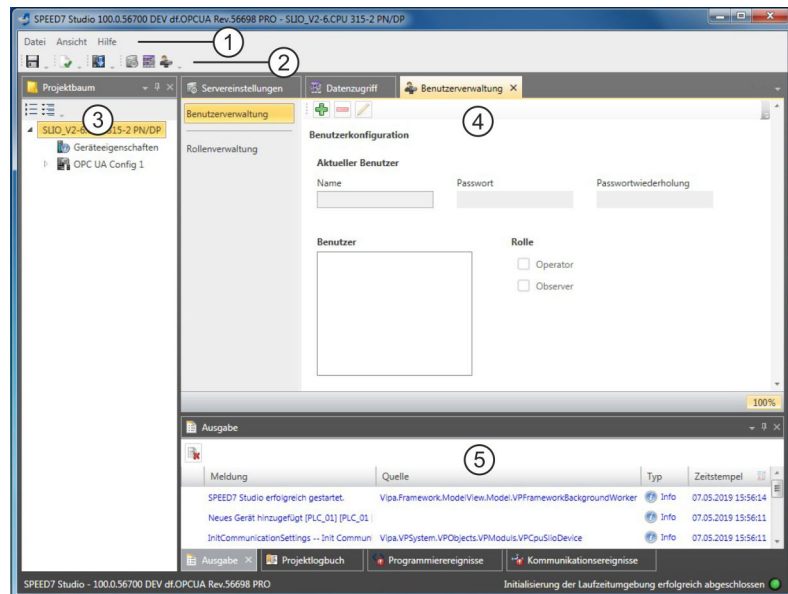 SPEED7 Studio 100.0.56700 DEV df.OPCUA Rev.56698 PRO - SLIO_V2-6.CPU 315-2 PN/DP
Datei Ansicht Hilfe
1
2
Projektbaum
Servereinstellungen Datenzugriff Benutzerverwaltung
3
SLIO_V2-6. 315-2 PN/DP
Geräteeigenschaften
OPC UA Config 1
Benutzerverwaltung
Rollenverwaltung
4
Benutzerkonfiguration
Aktueller Benutzer
Name Passwort Passwortwiederholung
Benutzer Rolle
Operator
Observer
100%
Ausgabe
5
Meldung Quelle Typ Zeitstempel
SPEED7 Studio erfolgreich gestartet. Vipa.Framework.ModelView.Model.VPFrameworkBackgroundWorker Info 07.05.2019 15:56:14
Neues Gerät hinzugefügt [PLC_01] [PLC_01 Info 07.05.2019 15:56:11
InitCommunicationSettings -- Init Communi Vipa.VPSystem.VPObjects.VPModuls.VPCpuSlioDevice Info 07.05.2019 15:56:11
Ausgabe Projektlogbuch Programmierereignisse Kommunikationsereignisse
SPEED7 Studio - 100.0.56700 DEV df.OPCUA Rev.56698 PRO Initialisierung der Laufzeitumgebung erfolgreich abgeschlossen